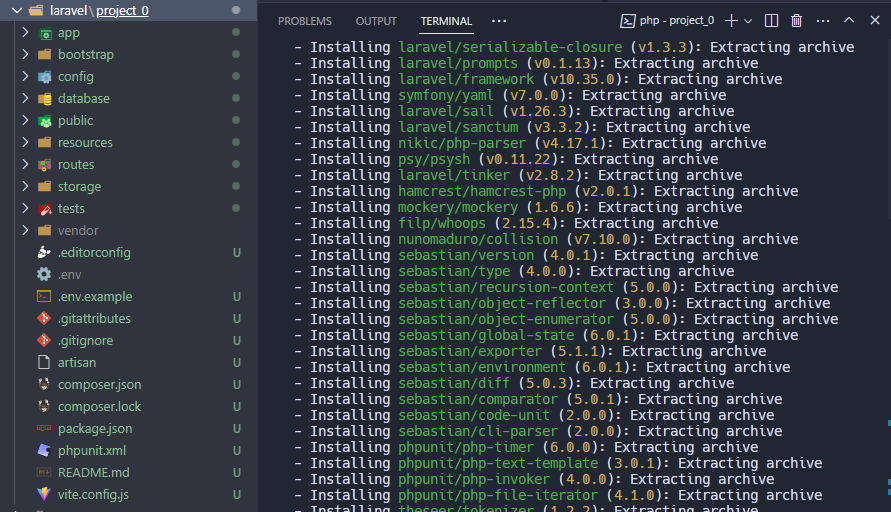 laravel\project_0
app
bootstrap
config
database
public
resources
routes
storage
tests
vendor
.editorconfig U
.env
.env.example U
.gitattributes U
.gitignore U
artisan U
composer.json U
composer.lock U
package.json U
phpunit.xml U
README.md U
vite.config.js U
PROBLEMS OUTPUT TERMINAL ... php - project_0
- Installing laravel/serializable-closure (v1.3.3): Extracting archive
- Installing laravel/prompts (v0.1.13): Extracting archive
- Installing laravel/framework (v10.35.0): Extracting archive
- Installing symfony/yaml (v7.0.0): Extracting archive
- Installing laravel/sail (v1.26.3): Extracting archive
- Installing laravel/sanctum (v3.3.2): Extracting archive
- Installing nikic/php-parser (v4.17.1): Extracting archive
- Installing psy/psysh (v0.11.22): Extracting archive
- Installing laravel/tinker (v2.8.2): Extracting archive
- Installing hamcrest/hamcrest-php (v2.0.1): Extracting archive
- Installing mockery/mockery (1.6.6): Extracting archive
- Installing filp/whoops (2.15.4): Extracting archive
- Installing nunomaduro/collision (v7.10.0): Extracting archive
- Installing sebastian/version (4.0.1): Extracting archive
- Installing sebastian/type (4.0.0): Extracting archive
- Installing sebastian/recursion-context (5.0.0): Extracting archive
- Installing sebastian/object-reflector (3.0.0): Extracting archive
- Installing sebastian/object-enumerator (5.0.0): Extracting archive
- Installing sebastian/global-state (6.0.1): Extracting archive
- Installing sebastian/exporter (5.1.1): Extracting archive
- Installing sebastian/environment (6.0.1): Extracting archive
- Installing sebastian/diff (5.0.3): Extracting archive
- Installing sebastian/comparator (5.0.1): Extracting archive
- Installing sebastian/code-unit (2.0.0): Extracting archive
- Installing sebastian/cli-parser (2.0.0): Extracting archive
- Installing phpunit/php-timer (6.0.0): Extracting archive
- Installing phpunit/php-text-template (3.0.1): Extracting archive
- Installing phpunit/php-invoker (4.0.0): Extracting archive
- Installing phpunit/php-file-iterator (4.1.0): Extracting archive
- Installing theseer/tokenizer (1.2.2): Extracting archive